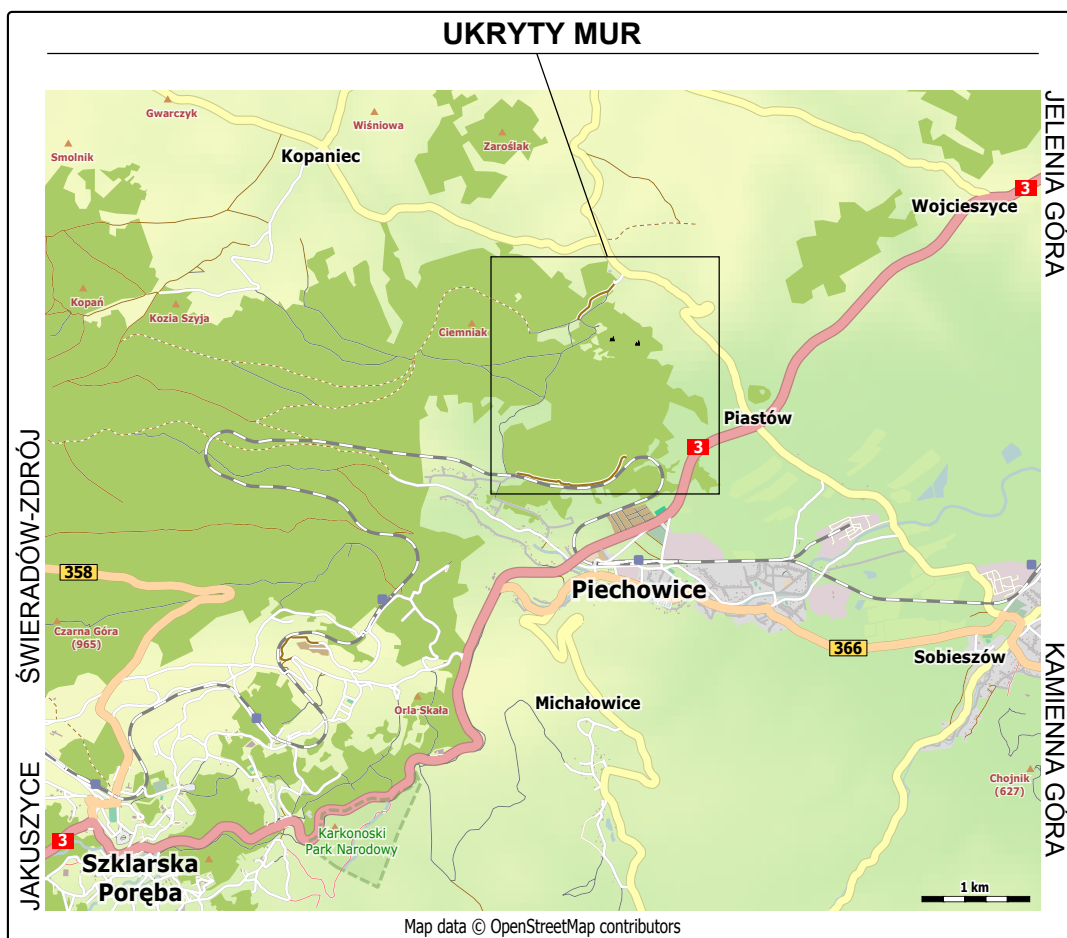 UKRYTY MUR
Gwarczyk
Wiśniowa
Smolnik
Kopaniec
Zaroślak
JELENIA GÓRA
3
Wojcieszyce
Kopań
Kozia Szyja
Ciemniak
Piastów
3
ŚWIERADÓW-ZDRÓJ
358
Piechowice
Czarna Góra
(965)
366
Sobieszów
KAMIENNA GÓRA
Orla Skała
Michałowice
JAKUSZYCE
Chojnik
(627)
Karkonoski
Park Narodowy
3
Szklarska
Poręba
1 km
Map data © OpenStreetMap contributors